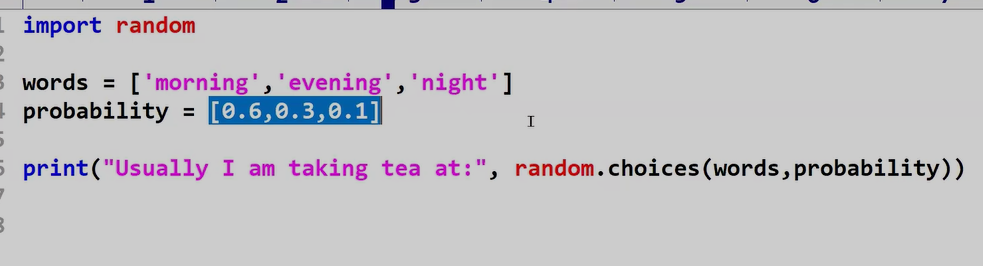 import random
words = ['morning','evening','night']
probability = [0.6,0.3,0.1]
print("Usually I am taking tea at:", random.choices(words,probability))